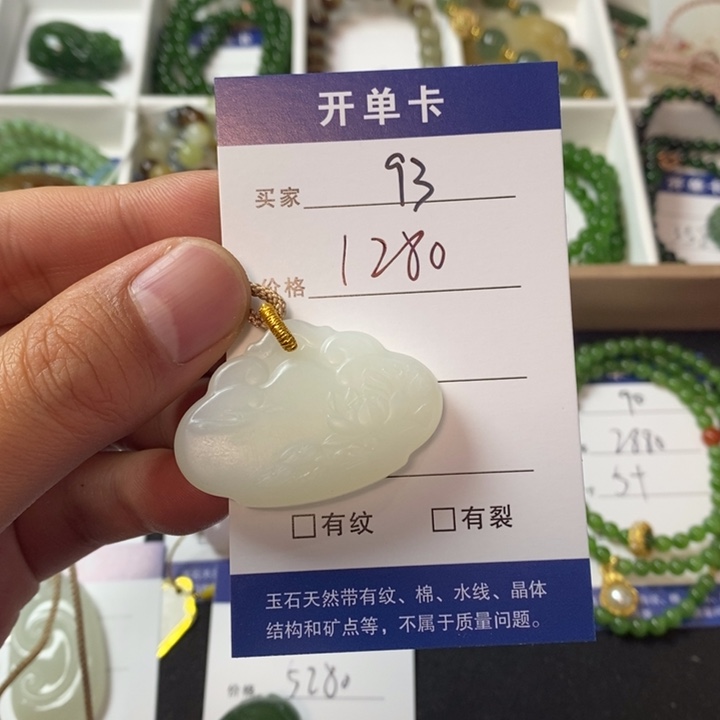 开单卡
买家 93
价格 1280
□有纹 □有裂
玉石天然带有纹、棉、水线、晶体
结构和矿点等，不属于质量问题。
90
2880
价格 5280